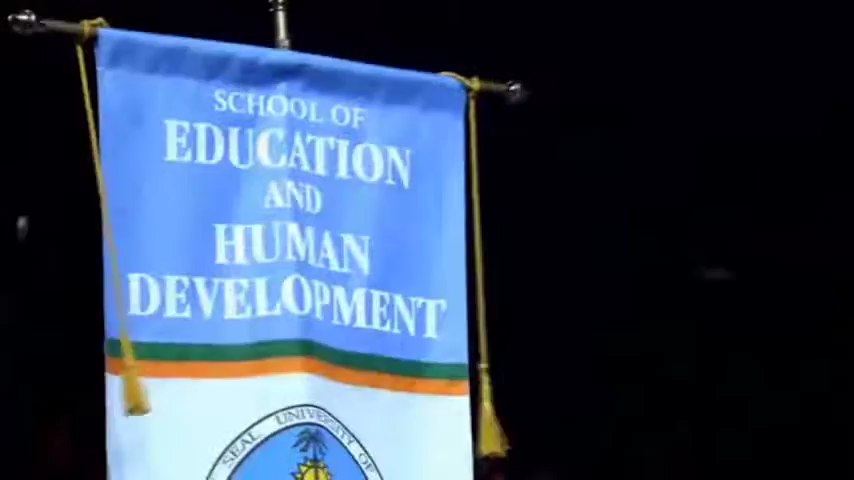 SCHOOL OF
EDUCATION
AND
HUMAN
DEVELOPMENT
SEAL UNIVERSITY OF